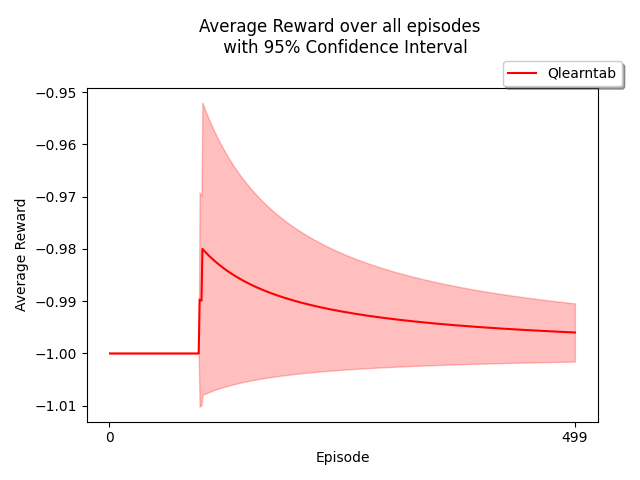 Average Reward over all episodes
with 95% Confidence Interval
Qlearntab
−0.95
−0.96
−0.97
−0.98
−0.99
−1.00
−1.01
Average Reward
0
499
Episode